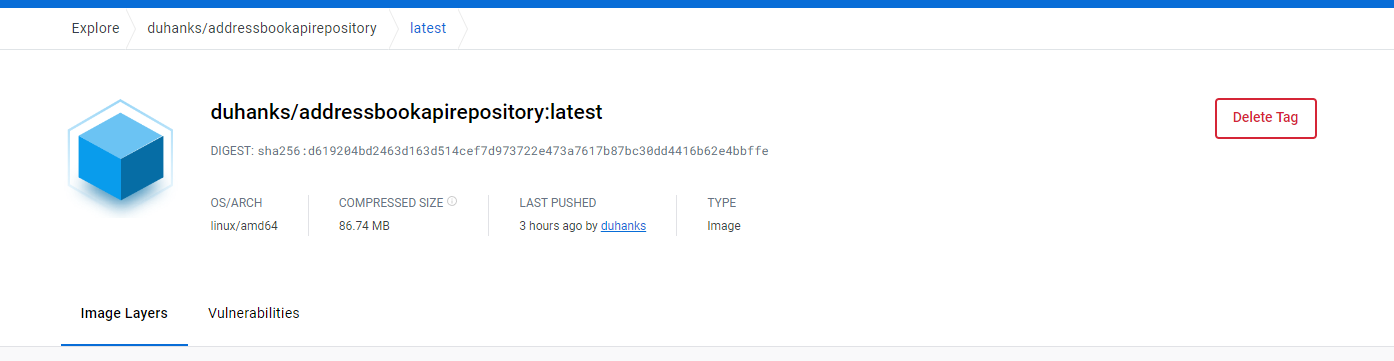 Explore duhanks/addressbookapirepository latest
duhanks/addressbookapirepository:latest
Delete Tag
DIGEST: sha256:d619204bd2463d163d514cef7d973722e473a7617b87bc30dd4416b62e4bbffe
OS/ARCH COMPRESSED SIZE LAST PUSHED TYPE
linux/amd64 86.74 MB 3 hours ago by duhanks Image
Image Layers Vulnerabilities